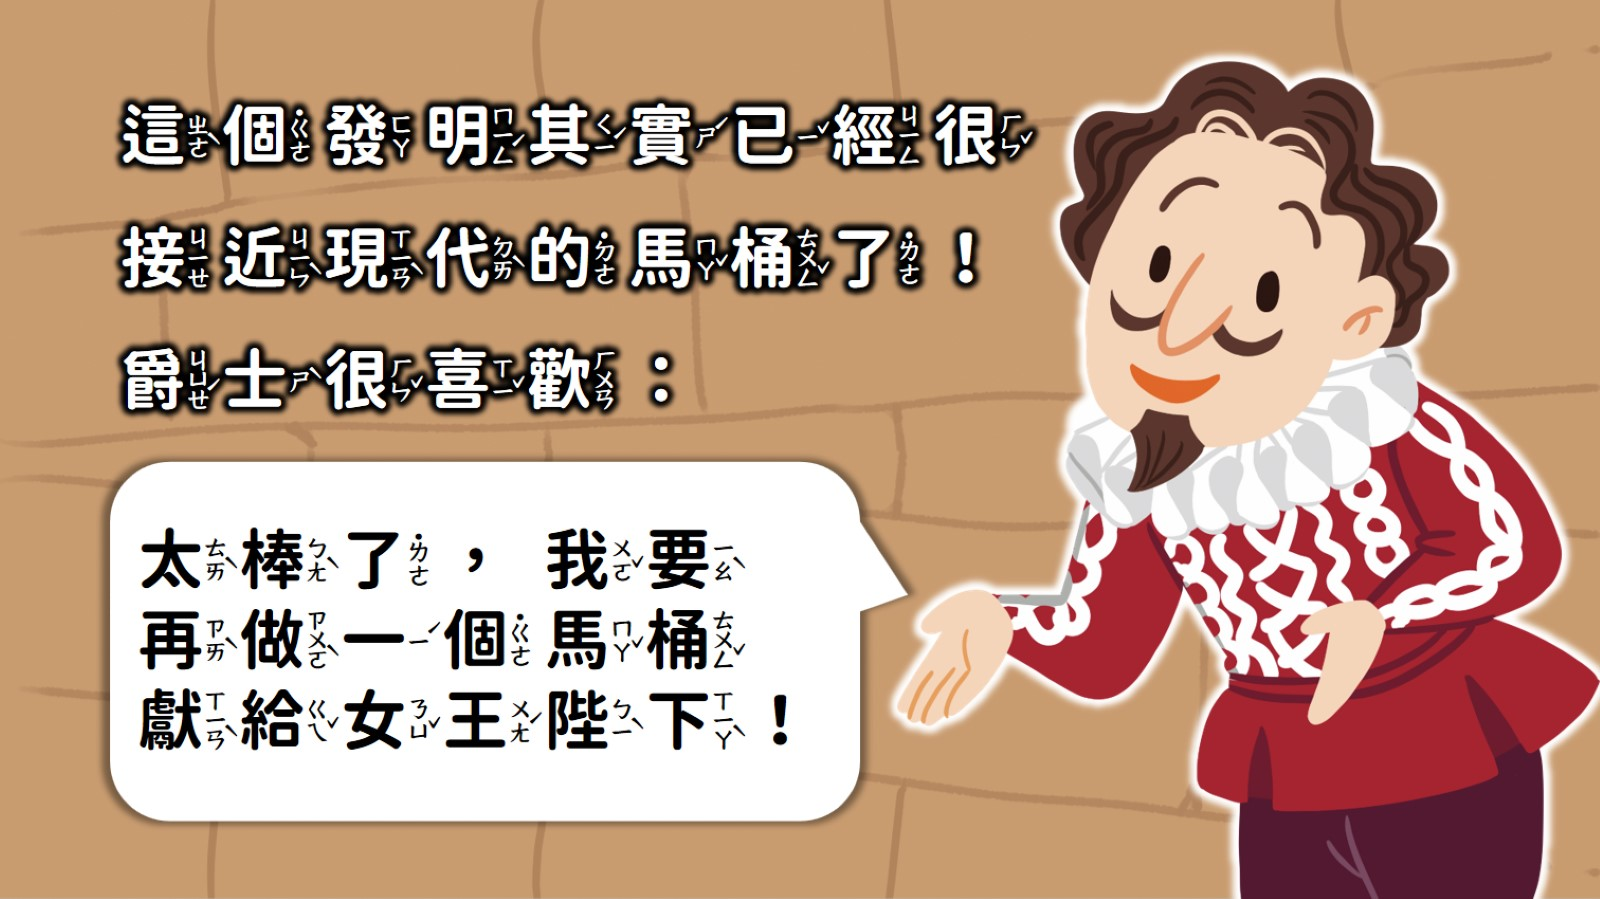 這個發明其實已經很
接近現代的馬桶了！
爵士很喜歡：
太棒了，我要
再做一個馬桶
獻給女王陛下！